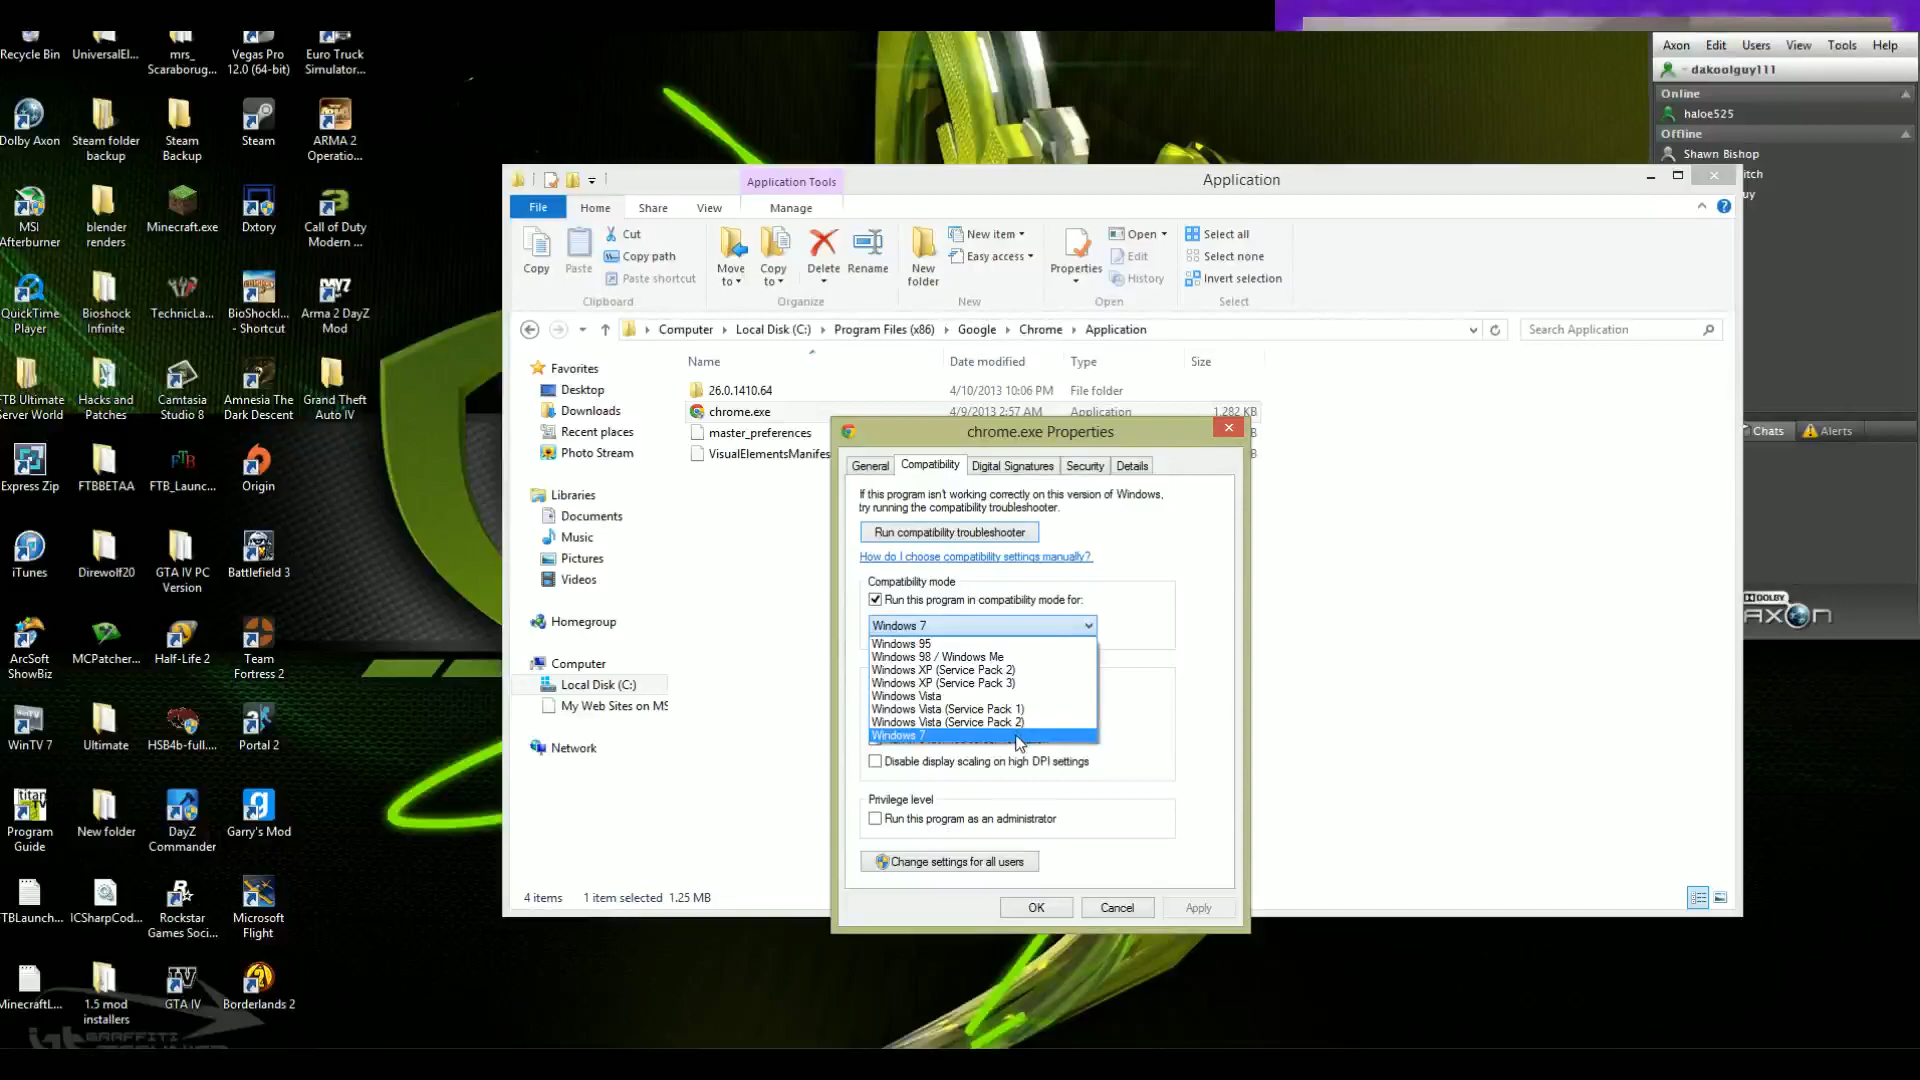 Recycle Bin
UniversalEl...
mrs_
Scaraborug...
Vegas Pro
12.0 (64-bit)
Euro Truck
Simulator...
Dolby Axon
Steam folder
backup
Steam
Backup
Steam
ARMA 2
Operatio...
MSI
Afterburner
blender
renders
Minecraft.exe
Dxtory
Call of Duty
Modern ...
QuickTime
Player
Bioshock
Infinite
TechnicLa...
BioShockI...
- Shortcut
Arma 2 DayZ
Mod
FTB Ultimate
Server World
Hacks and
Patches
Camtasia
Studio 8
Amnesia The
Dark Descent
Grand Theft
Auto IV
Express Zip
FTBBETAA
FTB_Launc...
Origin
iTunes
Direwolf20
GTA IV PC
Version
Battlefield 3
ArcSoft
ShowBiz
MCPatcher...
Half-Life 2
Team
Fortress 2
WinTV 7
Ultimate
HSB4b-full....
Portal 2
Program
Guide
New folder
DayZ
Commander
Garry's Mod
FTBLaunch...
ICSharpCod...
Rockstar
Games Soci...
Microsoft
Flight
MinecraftL...
1.5 mod
installers
GTA IV
Borderlands 2
Application Tools
Application
File
Home
Share
View
Manage
Copy
Paste
Cut
Copy path
Paste shortcut
Clipboard
Move
to
Copy
to
Delete
Rename
Organize
New
folder
New item
Easy access
New
Properties
Open
Edit
History
Open
Select all
Select none
Invert selection
Select
Computer
Local Disk (C:)
Program Files (x86)
Google
Chrome
Application
Search Application
Favorites
Desktop
Downloads
Recent places
Photo Stream
Libraries
Documents
Music
Pictures
Videos
Homegroup
Computer
Local Disk (C:)
My Web Sites on MS
Network
Name
Date modified
Type
Size
26.0.1410.64
4/10/2013 10:06 PM
File folder
chrome.exe
4/9/2013 2:57 AM
Application
1,282 KB
master_preferences
VisualElementsManifes
4 items
1 item selected 1.25 MB
chrome.exe Properties
General
Compatibility
Digital Signatures
Security
Details
If this program isn't working correctly on this version of Windows,
try running the compatibility troubleshooter.
Run compatibility troubleshooter
How do I choose compatibility settings manually?
Compatibility mode
Run this program in compatibility mode for:
Windows 7
Windows 95
Windows 98 / Windows Me
Windows XP (Service Pack 2)
Windows XP (Service Pack 3)
Windows Vista
Windows Vista (Service Pack 1)
Windows Vista (Service Pack 2)
Windows 7
Disable display scaling on high DPI settings
Privilege level
Run this program as an administrator
Change settings for all users
OK
Cancel
Apply
Axon
Edit
Users
View
Tools
Help
- dakoolguy111
Online
haloe525
Offline
Shawn Bishop
Chats
Alerts
DOLBY
AXON